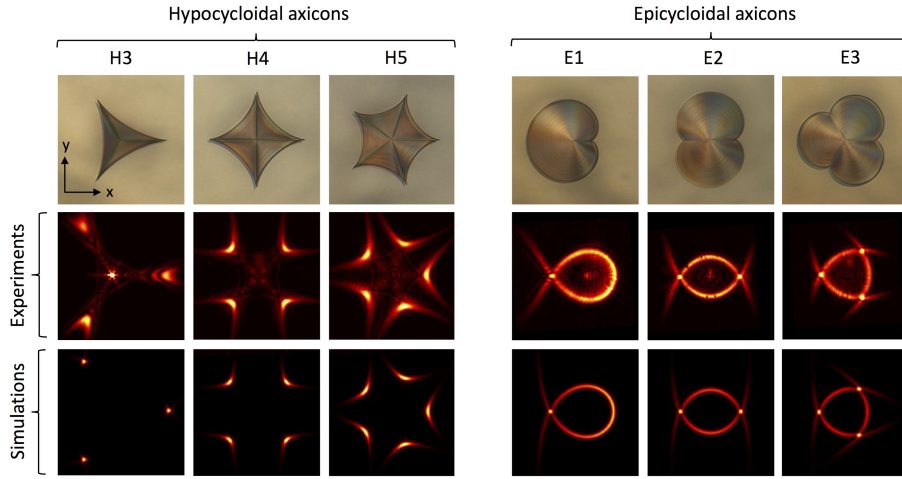 Hypocycloidal axicons
Epicycloidal axicons
H3 H4 H5 E1 E2 E3
y
x
Experiments
Simulations